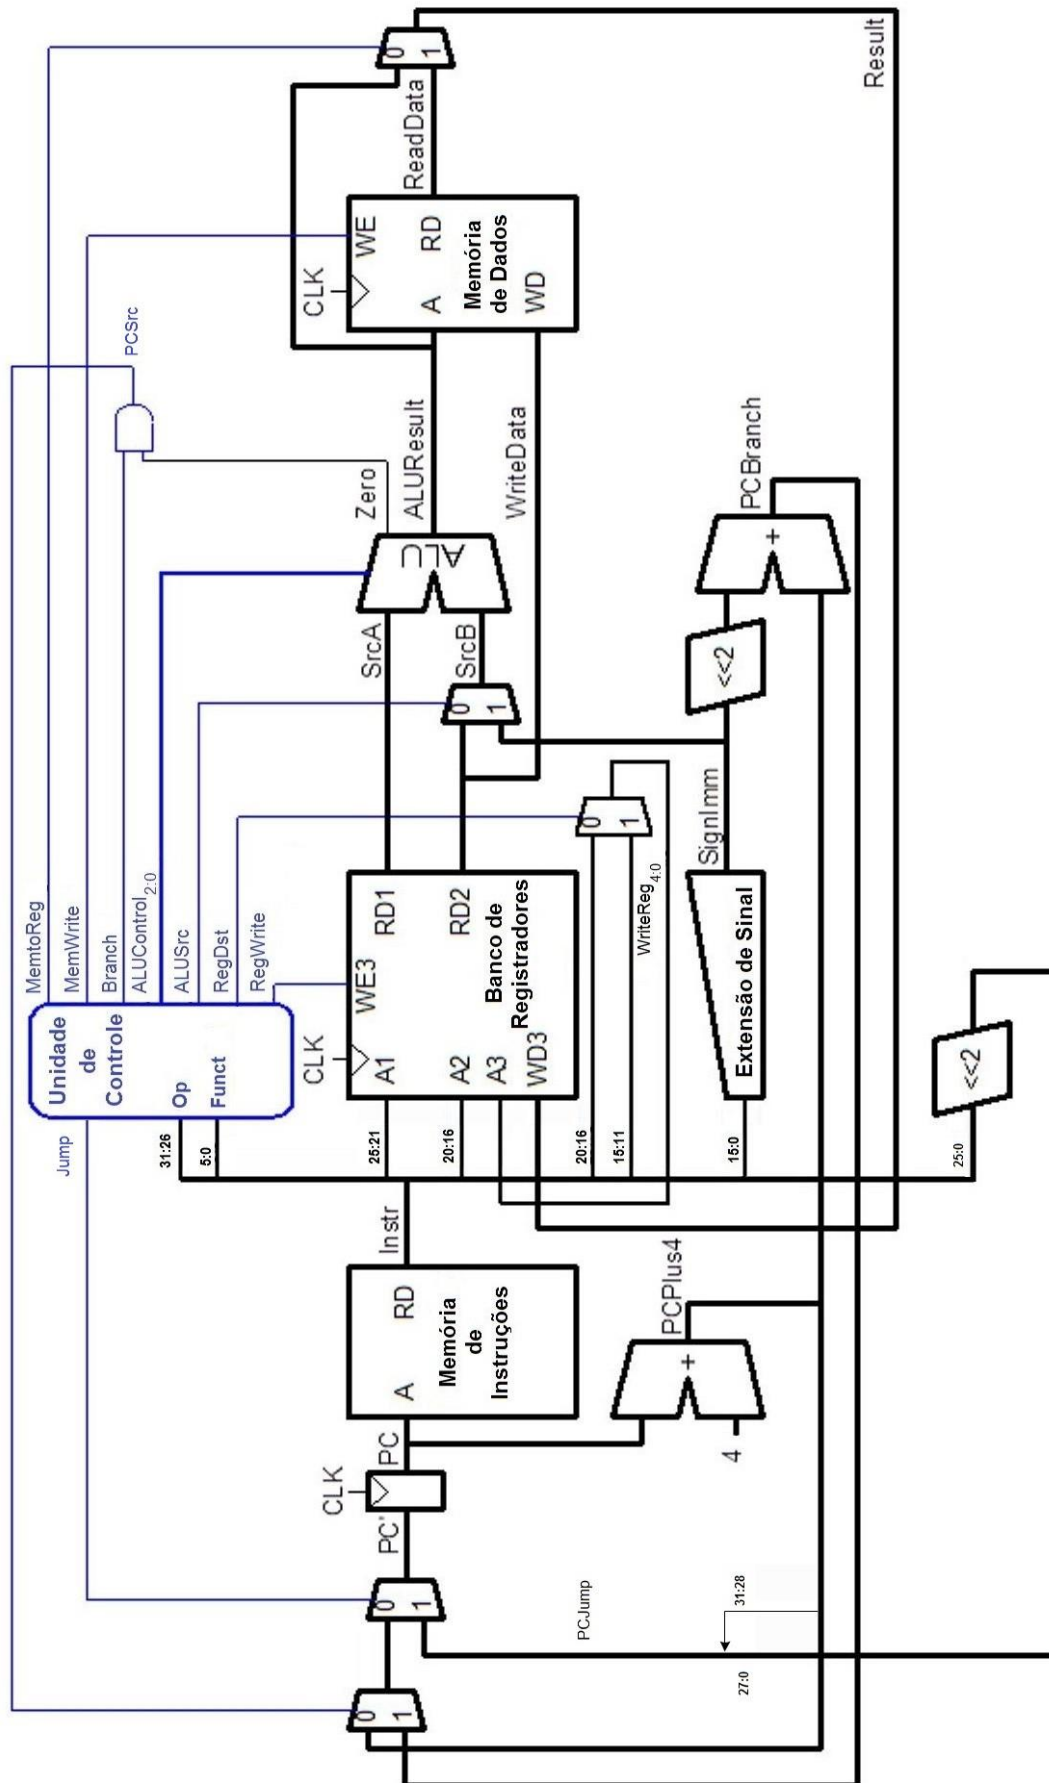 MemtoReg
MemWrite
Branch
ALUControl2:0
ALUSrc
RegDst
RegWrite
Unidade
de
Controle
Op
Funct
Jump
31:26
5:0
PCSrc
0
1
PC'
CLK
PC
0
1
A
RD
Memória
de
Instruções
Instr
25:21
20:16
20:16
15:11
15:0
25:0
CLK
A1
A2
A3
WD3
WE3
RD1
RD2
Banco de
Registradores
0
1
WriteReg4:0
Extensão de Sinal
SignImm
<<2
<<2
0
1
SrcA
SrcB
ALU
Zero
ALUResult
WriteData
+
PCBranch
CLK
WE
A
RD
Memória
de Dados
WD
ReadData
0
1
Result
4
+
PCPlus4
PCJump
31:28
27:0